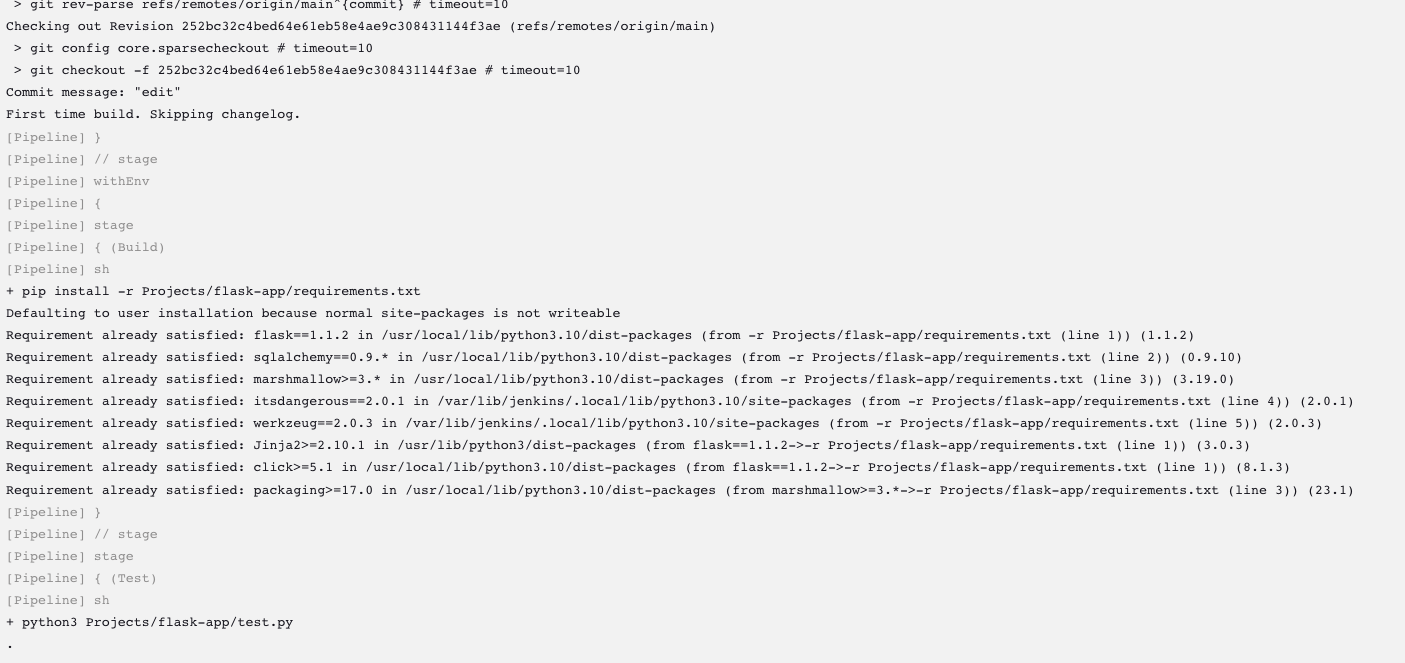 > git rev-parse refs/remotes/origin/main^{commit} # timeout=10
Checking out Revision 252bc32c4bed64e61eb58e4ae9c308431144f3ae (refs/remotes/origin/main)
 > git config core.sparsecheckout # timeout=10
 > git checkout -f 252bc32c4bed64e61eb58e4ae9c308431144f3ae # timeout=10
Commit message: "edit"
First time build. Skipping changelog.
[Pipeline] }
[Pipeline] // stage
[Pipeline] withEnv
[Pipeline] {
[Pipeline] stage
[Pipeline] { (Build)
[Pipeline] sh
+ pip install -r Projects/flask-app/requirements.txt
Defaulting to user installation because normal site-packages is not writeable
Requirement already satisfied: flask==1.1.2 in /usr/local/lib/python3.10/dist-packages (from -r Projects/flask-app/requirements.txt (line 1)) (1.1.2)
Requirement already satisfied: sqlalchemy==0.9.* in /usr/local/lib/python3.10/dist-packages (from -r Projects/flask-app/requirements.txt (line 2)) (0.9.10)
Requirement already satisfied: marshmallow>=3.* in /usr/local/lib/python3.10/dist-packages (from -r Projects/flask-app/requirements.txt (line 3)) (3.19.0)
Requirement already satisfied: itsdangerous==2.0.1 in /var/lib/jenkins/.local/lib/python3.10/site-packages (from -r Projects/flask-app/requirements.txt (line 4)) (2.0.1)
Requirement already satisfied: werkzeug==2.0.3 in /var/lib/jenkins/.local/lib/python3.10/site-packages (from -r Projects/flask-app/requirements.txt (line 5)) (2.0.3)
Requirement already satisfied: Jinja2>=2.10.1 in /usr/lib/python3/dist-packages (from flask==1.1.2->-r Projects/flask-app/requirements.txt (line 1)) (3.0.3)
Requirement already satisfied: click>=5.1 in /usr/local/lib/python3.10/dist-packages (from flask==1.1.2->-r Projects/flask-app/requirements.txt (line 1)) (8.1.3)
Requirement already satisfied: packaging>=17.0 in /usr/local/lib/python3.10/dist-packages (from marshmallow>=3.*->-r Projects/flask-app/requirements.txt (line 3)) (23.1)
[Pipeline] }
[Pipeline] // stage
[Pipeline] stage
[Pipeline] { (Test)
[Pipeline] sh
+ python3 Projects/flask-app/test.py
.